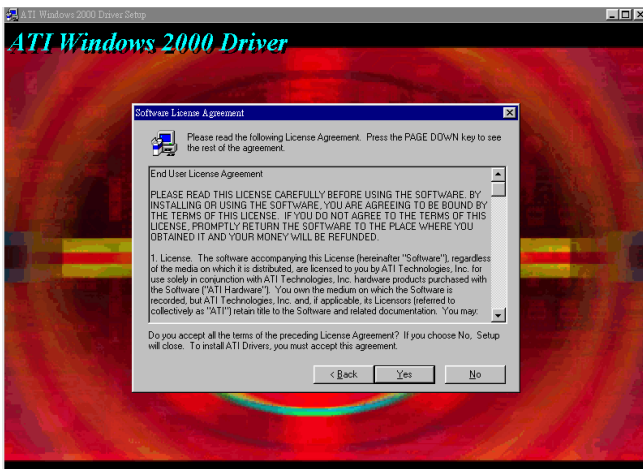 ATI Windows 2000 Driver Setup
ATI Windows 2000 Driver
Software License Agreement
Please read the following License Agreement. Press the PAGE DOWN key to see
the rest of the agreement.
End User License Agreement
PLEASE READ THIS LICENSE CAREFULLY BEFORE USING THE SOFTWARE. BY
INSTALLING OR USING THE SOFTWARE, YOU ARE AGREEING TO BE BOUND BY
THE TERMS OF THIS LICENSE. IF YOU DO NOT AGREE TO THE TERMS OF THIS
LICENSE, PROMPTLY RETURN THE SOFTWARE TO THE PLACE WHERE YOU
OBTAINED IT AND YOUR MONEY WILL BE REFUNDED.
1. License. The software accompanying this License (hereinafter "Software"), regardless
of the media on which it is distributed, are licensed to you by ATI Technologies, Inc. for
use solely in conjunction with ATI Technologies, Inc. hardware products purchased with
the Software ("ATI Hardware"). You own the medium on which the Software is
recorded, but ATI Technologies, Inc. and, if applicable, its Licensors (referred to
collectively as "ATI") retain title to the Software and related documentation. You may:
Do you accept all the terms of the preceding License Agreement? If you choose No, Setup
will close. To install ATI Drivers, you must accept this agreement.
< Back
Yes
No